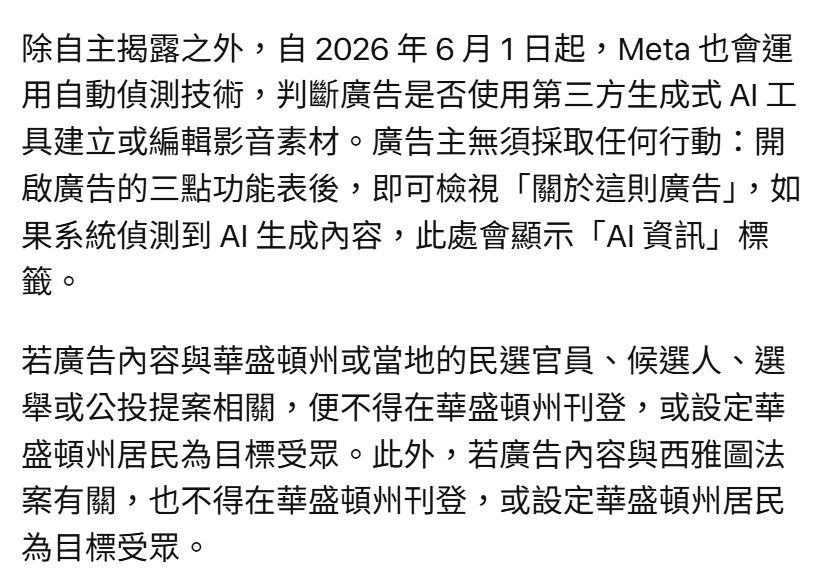 除自主揭露之外，自 2026 年 6 月 1 日起，Meta 也會運
用自動偵測技術，判斷廣告是否使用第三方生成式 AI 工
具建立或編輯影音素材。廣告主無須採取任何行動：開
啟廣告的三點功能表後，即可檢視「關於這則廣告」，如
果系統偵測到 AI 生成內容，此處會顯示「AI 資訊」標
籤。
若廣告內容與華盛頓州或當地的民選官員、候選人、選
舉或公投提案相關，便不得在華盛頓州刊登，或設定華
盛頓州居民為目標受眾。此外，若廣告內容與西雅圖法
案有關，也不得在華盛頓州刊登，或設定華盛頓州居民
為目標受眾。